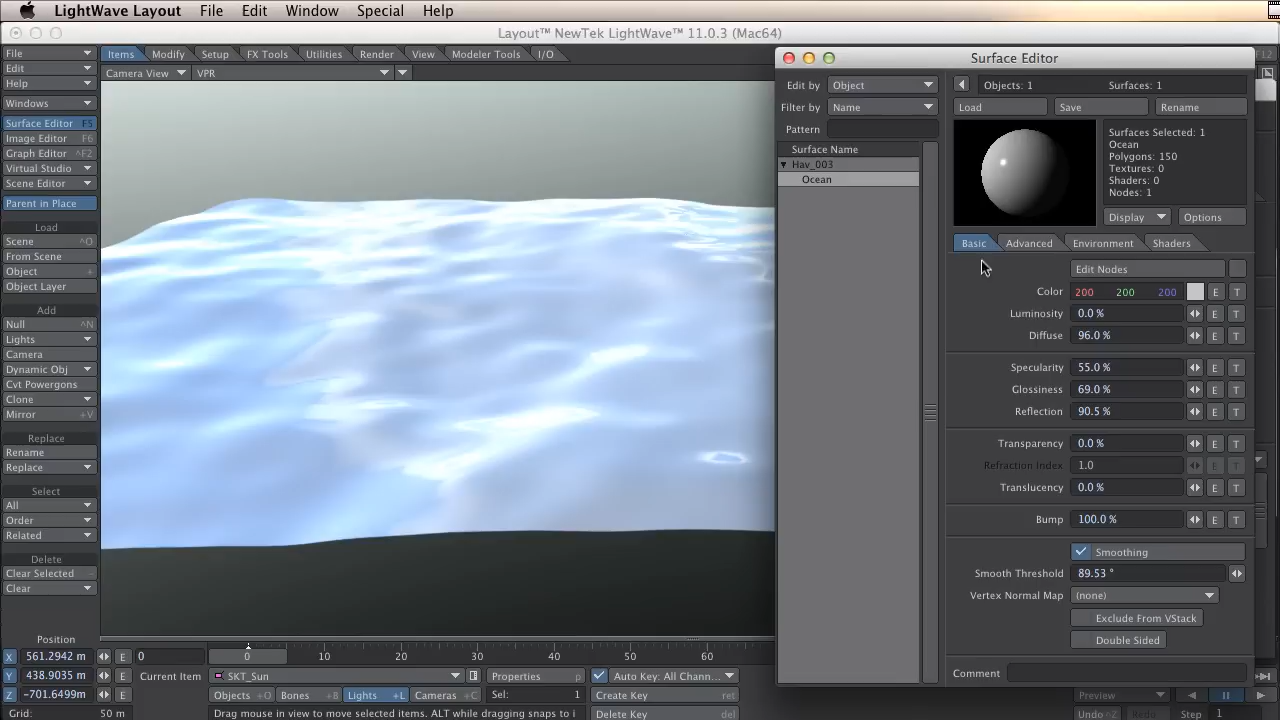 LightWave Layout File Edit Window Special Help
Layout™ NewTek LightWave™ 11.0.3 (Mac64)
File
Edit
Help
Windows
Surface Editor F5
Image Editor F6
Graph Editor ^F2
Virtual Studio
Scene Editor
Parent in Place
Load
Scene ^O
From Scene
Object +
Object Layer
Add
Null ^N
Lights
Camera
Dynamic Obj
Cvt Powergons
Clone
Mirror +V
Replace
Rename
Replace
Select
All
Order
Related
Delete
Clear Selected -
Clear
Items Modify Setup FX Tools Utilities Render View Modeler Tools I/O
Camera View VPR
Surface Editor
Edit by Object
Filter by Name
Pattern
Surface Name
Hav_003
Ocean
Objects: 1 Surfaces: 1
Load Save Rename
Surfaces Selected: 1
Ocean
Polygons: 150
Textures: 0
Shaders: 0
Nodes: 1
Display Options
Basic Advanced Environment Shaders
Edit Nodes
Color 200 200 200 E T
Luminosity 0.0 % E T
Diffuse 96.0 % E T
Specularity 55.0 % E T
Glossiness 69.0 % E T
Reflection 90.5 % E T
Transparency 0.0 % E T
Refraction Index 1.0 E T
Translucency 0.0 % E T
Bump 100.0 % E T
Smoothing
Smooth Threshold 89.53 °
Vertex Normal Map (none)
Exclude From VStack
Double Sided
Comment
Position
X 561.2942 m E
Y 438.9035 m E
Z -701.6499m E
Grid: 50 m
0 0 10 20 30 40 50 60
Current Item SKT_Sun Properties p Auto Key: All Chann...
Objects +O Bones +B Lights +L Cameras +C Sel: 1 Create Key ret
Drag mouse in view to move selected items. ALT while dragging snaps to i Delete Key del
Preview
Undo ^Z Redo Step 1